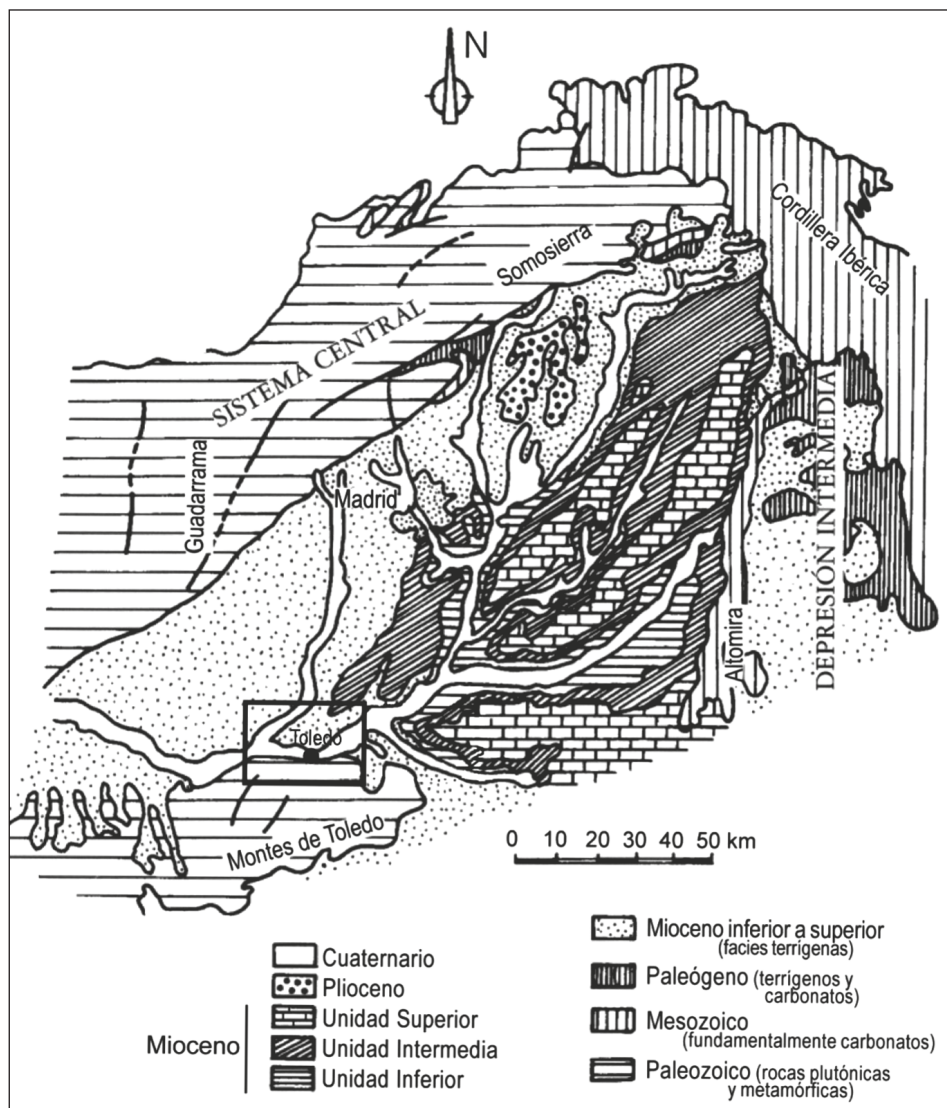 N
Cordillera Ibérica
Somosierra
SISTEMA CENTRAL
DEPRESION INTERMEDIA
Guadarrama
Madrid
Altomira
Toledo
Montes de Toledo
0 10 20 30 40 50 km
Cuaternario
Plioceno
Mioceno
Unidad Superior
Unidad Intermedia
Unidad Inferior
Mioceno inferior a superior
(facies terrígenas)
Paleógeno (terrígenos y
carbonatos)
Mesozoico
(fundamentalmente carbonatos)
Paleozoico (rocas plutónicas
y metamórficas)